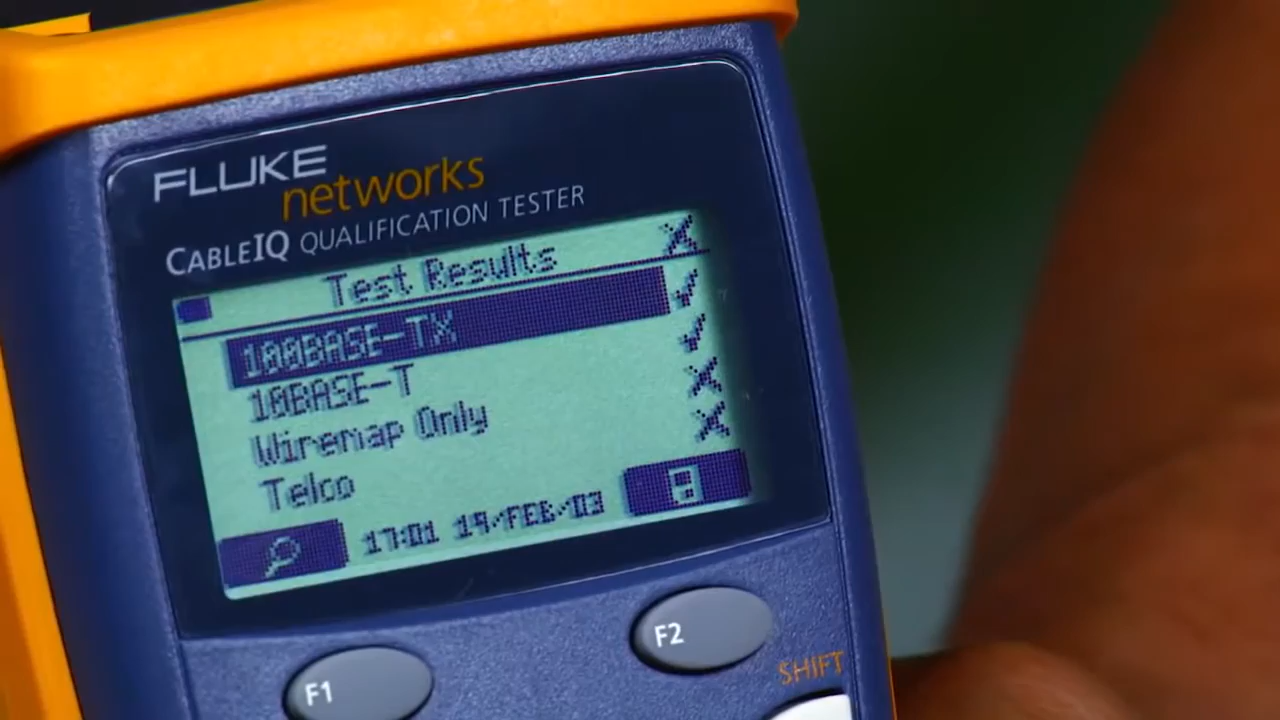 FLUKE
networks
CABLEIQ QUALIFICATION TESTER
Test Results
100BASE-TX
10BASE-T
Wiremap Only
Telco
17:01 19/FEB/03
F1
F2
SHIFT